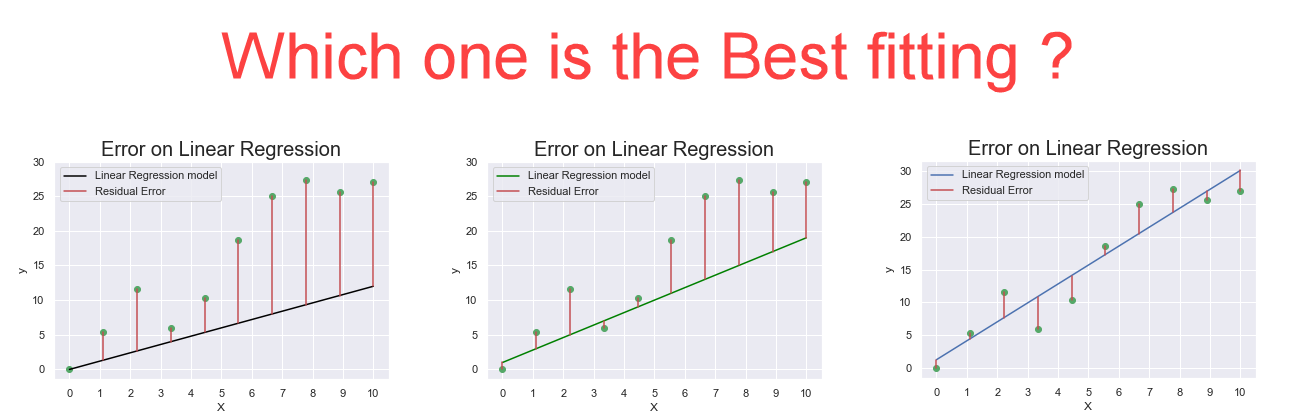 Which one is the Best fitting ?
Error on Linear Regression
Linear Regression model
Residual Error
30
25
20
15
10
5
0
y
0 1 2 3 4 5 6 7 8 9 10
X
Error on Linear Regression
Linear Regression model
Residual Error
30
25
20
15
10
5
0
y
0 1 2 3 4 5 6 7 8 9 10
X
Error on Linear Regression
Linear Regression model
Residual Error
30
25
20
15
10
5
0
y
0 1 2 3 4 5 6 7 8 9 10
X